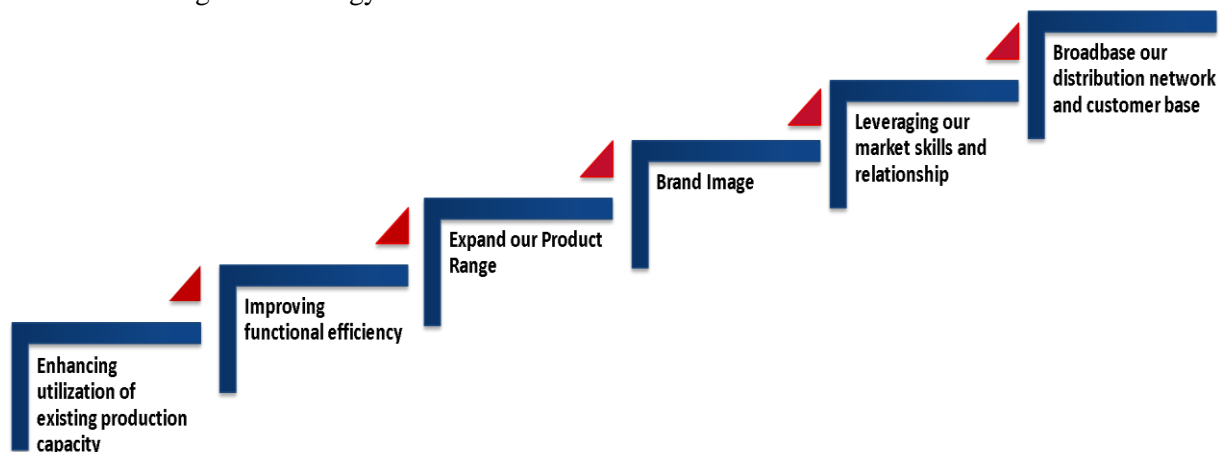 Enhancing
utilization of
existing production
capacity
Improving
functional efficiency
Expand our Product
Range
Brand Image
Leveraging our
market skills and
relationship
Broadbase our
distribution network
and customer base